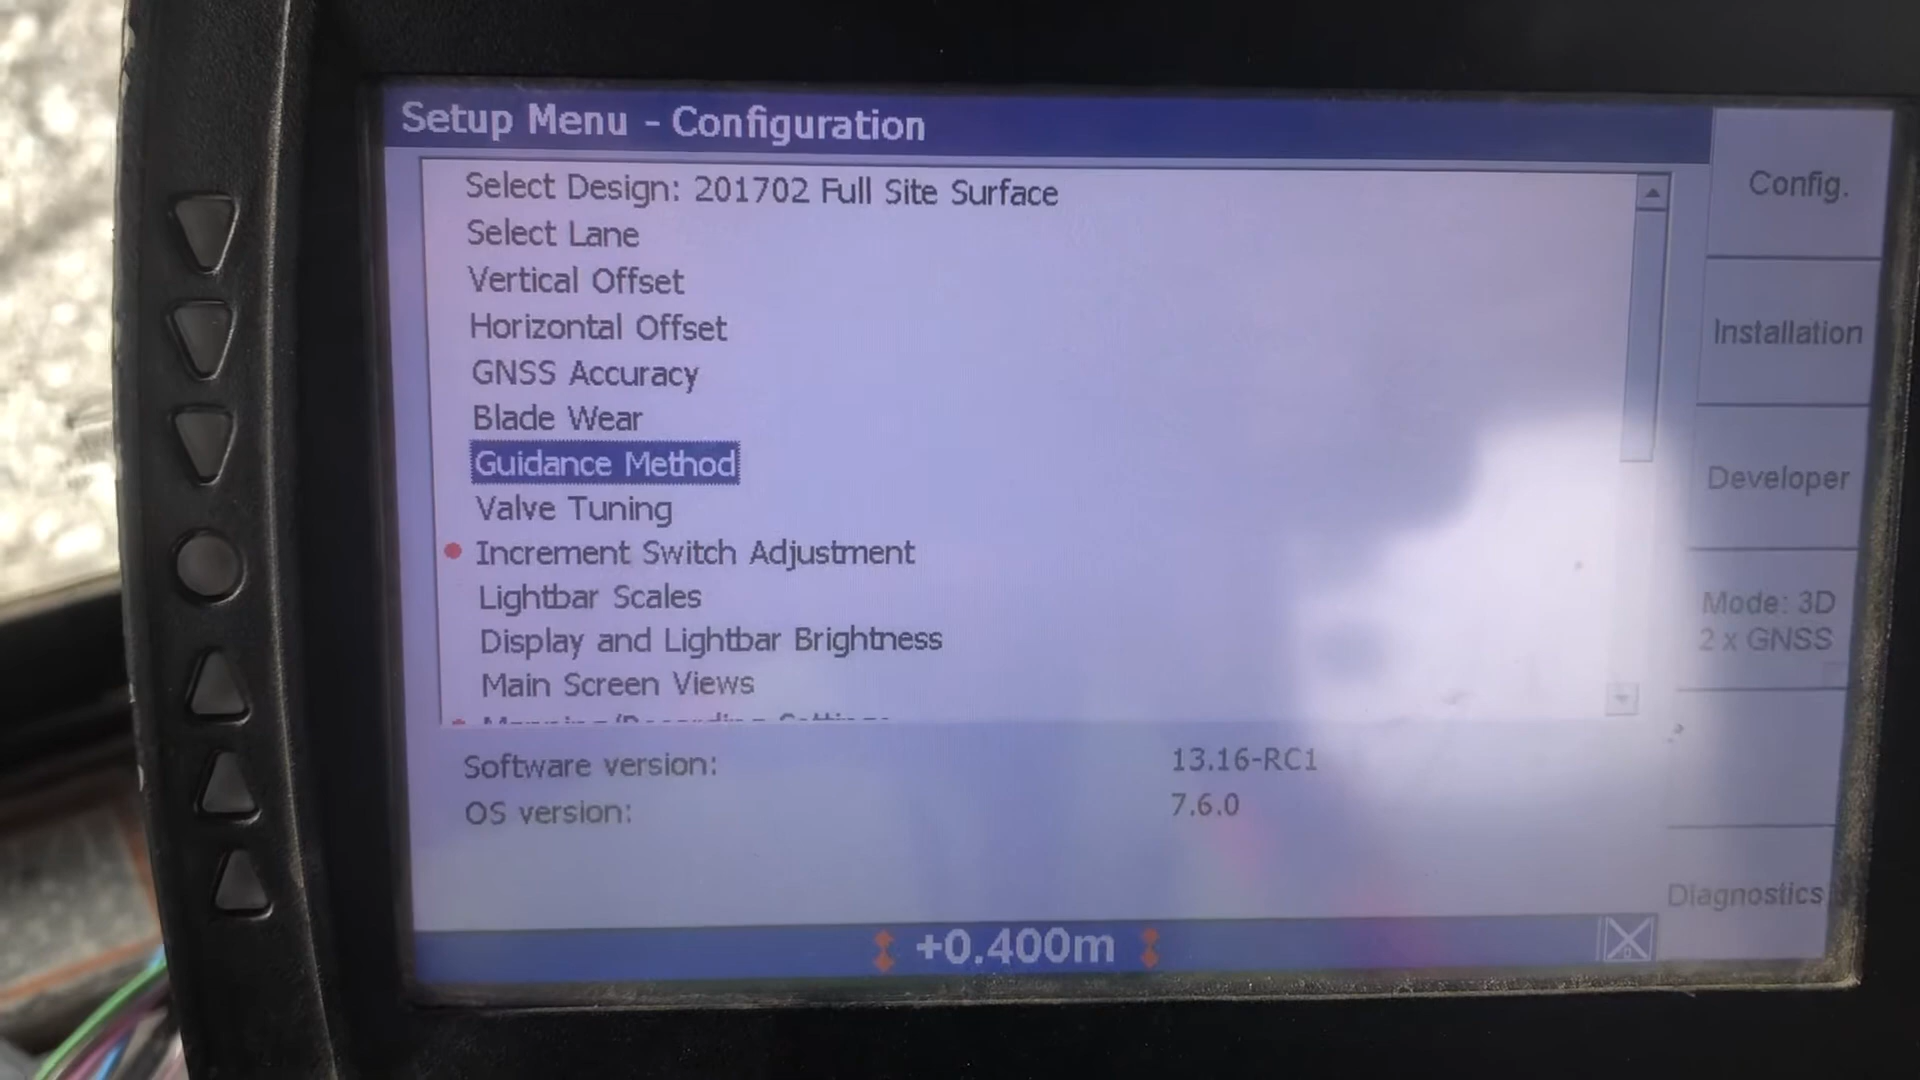 Setup Menu - Configuration
Select Design: 201702 Full Site Surface
Select Lane
Vertical Offset
Horizontal Offset
GNSS Accuracy
Blade Wear
Guidance Method
Valve Tuning
Increment Switch Adjustment
Lightbar Scales
Display and Lightbar Brightness
Main Screen Views
Software version: 13.16-RC1
OS version: 7.6.0
+0.400m
Config.
Installation
Developer
Mode: 3D
2 x GNSS
Diagnostics